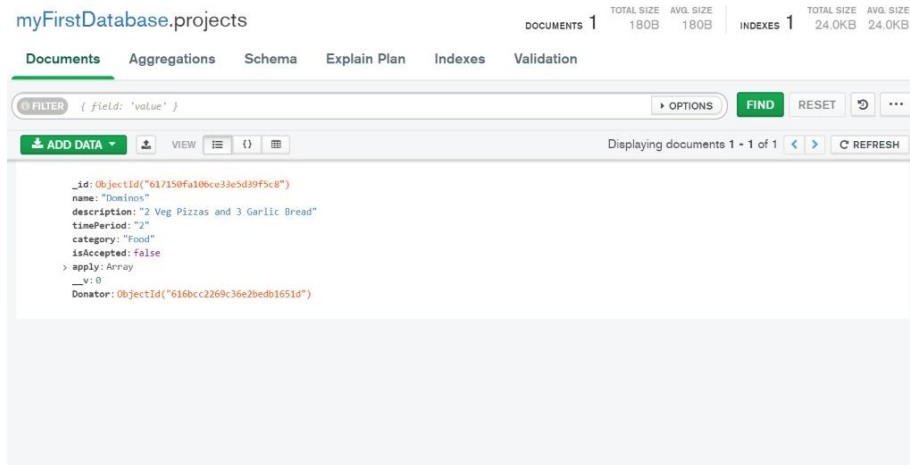 myFirstDatabase.projects
DOCUMENTS 1 TOTAL SIZE 180B AVG. SIZE 180B INDEXES 1 TOTAL SIZE 24.0KB AVG. SIZE 24.0KB
Documents Aggregations Schema Explain Plan Indexes Validation
FILTER { field: 'value' } OPTIONS FIND RESET ...
ADD DATA VIEW {} Displaying documents 1 - 1 of 1 < > REFRESH
_id: ObjectId("617150fa106ce33e5d39f5c8")
name: "Dominos"
description: "2 Veg Pizzas and 3 Garlic Bread"
timePeriod: "2"
category: "Food"
isAccepted: false
> apply: Array
__v: 0
Donator: ObjectId("616bcc2269c36e2bedb1651d")